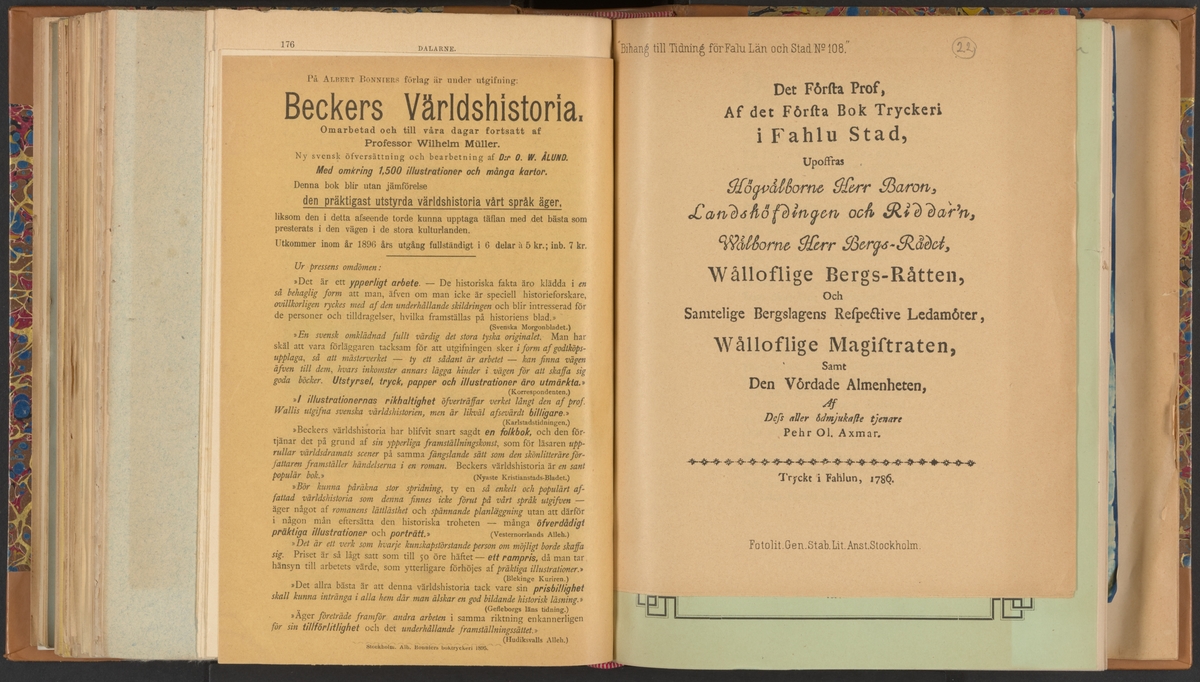 176
DALARNE.
På ALBERT BONNIERS förlag är under utgifning:
Beckers Världshistoria.
Omarbetad och till våra dagar fortsatt af
Professor Wilhelm Müller.
Ny svensk öfversättning och bearbetning af D:r O. W. ÅLUND.
Med omkring 1,500 illustrationer och många kartor.
Denna bok blir utan jämförelse
den präktigast utstyrda världshistoria vårt språk äger,
liksom den i detta afseende torde kunna upptaga täflan med det bästa som
presterats i den vägen i de stora kulturlanden.
Utkommer inom år 1896 års utgång fullständigt i 6 delar à 5 kr.; inb. 7 kr.
Ur pressens omdömen:
»Det är ett ypperligt arbete. — De historiska fakta äro klädda i en
så behaglig form att man, äfven om man icke är speciell historieforskare,
ovillkorligen ryckes med af den underhållande skildringen och blir intresserad för
de personer och tilldragelser, hvilka framställas på historiens blad.»
(Svenska Morgonbladet.)
»En svensk omklädnad fullt värdig det stora tyska originalet. Man har
skäl att vara förläggaren tacksam för att utgifningen sker i form af godtköps-
upplaga, så att mästerverket — ty ett sådant är arbetet — kan finna vägen
äfven till dem, hvars inkomster annars lägga hinder i vägen för att skaffa sig
goda böcker. Utstyrsel, tryck, papper och illustrationer äro utmärkta.»
(Korrespondenten.)
»I illustrationernas rikhaltighet öfverträffar verket långt den af prof.
Wallis utgifna svenska världshistorien, men är likväl afsevärdt billigare.»
(Karlstadstidningen.)
»Beckers världshistoria har blifvit snart sagdt en folkbok, och den för-
tjänar det på grund af sin ypperliga framställningskonst, som för läsaren upp-
rullar världsdramats scener på samma fängslande sätt som den skönlitteräre för-
fattaren framställer händelserna i en roman. Beckers världshistoria är en sant
populär bok.»
(Nyaste Kristianstads-Bladet.)
»Bör kunna påräkna stor spridning, ty en så enkelt och populärt af-
fattad världshistoria som denna finnes icke förut på vårt språk utgifven —
äger något af romanens lättlästhet och spännande planläggning utan att därför
i någon mån eftersätta den historiska troheten — många öfverdådigt
präktiga illustrationer och porträtt.»
(Vesternorrlands Alleh.)
»Det är ett verk som hvarje kunskapstörstande person om möjligt borde skaffa
sig. Priset är så lågt satt som till 50 öre häftet — ett rampris, då man tar
hänsyn till arbetets värde, som ytterligare förhöjes af präktiga illustrationer.»
(Blekinge Kuriren.)
»Det allra bästa är att denna världshistoria tack vare sin prisbillighet
skall kunna intränga i alla hem där man älskar en god bildande historisk läsning.»
(Gefleborgs läns tidning.)
»Äger företräde framför andra arbeten i samma riktning enkannerligen
för sin tillförlitlighet och det underhållande framställningssättet.»
(Hudiksvalls Alleh.)
Stockholm, Alb. Bonniers boktryckeri 1895.
"Bihang till Tidning för Falu Län och Stad No 108."
22
Det Fôrſta Prof,
Af det Fôrſta Bok Tryckeri
i Fahlu Stad,
Upoffras
Högvålborne Herr Baron,
Landshöfdingen och Riddar'n,
Wålborne Herr Bergs-Rådet,
Wålloflige Bergs-Råtten,
Och
Samtelige Bergslagens Reſpective Ledamôter,
Wålloflige Magiſtraten,
Samt
Den Vôrdade Almenheten,
Af
Deſs aller ôdmjukaſte tjenare
Pehr Ol. Axmar.
Tryckt i Fahlun, 1786.
Fotolit. Gen. Stab. Lit. Anst. Stockholm.